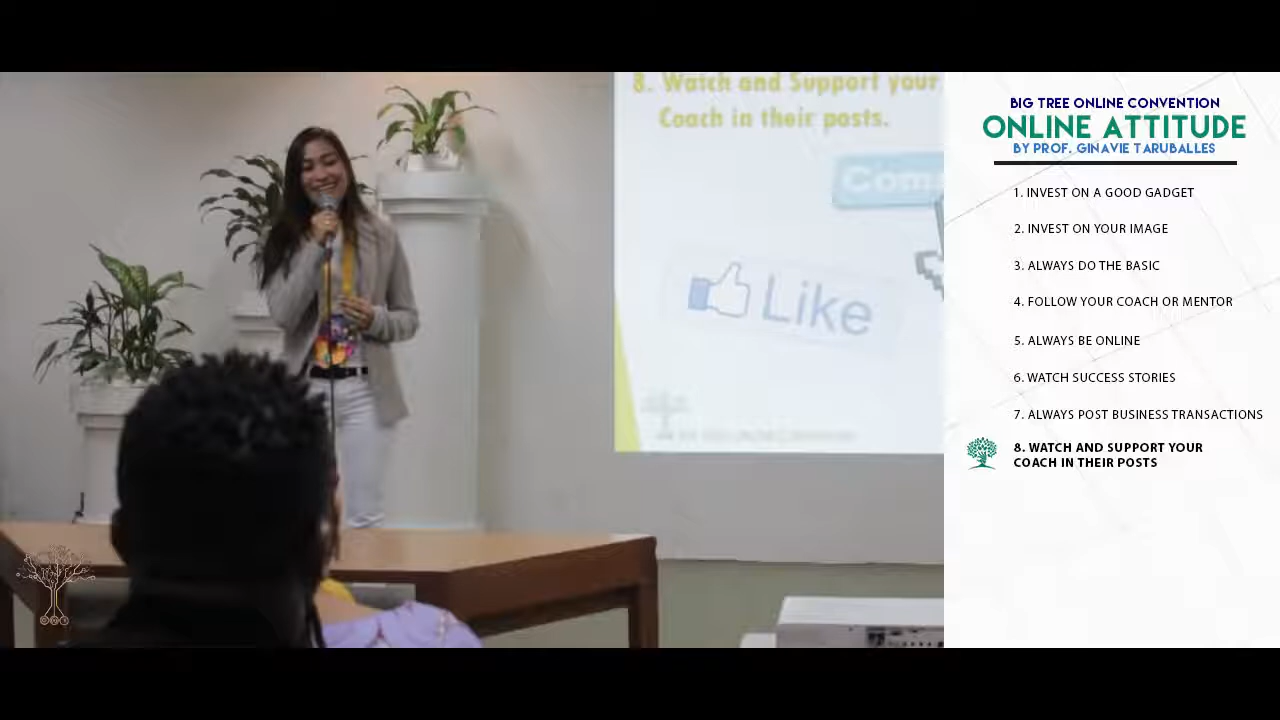 8. Watch and Support your
Coach in their posts.
Like
BIG TREE ONLINE CONVENTION
ONLINE ATTITUDE
BY PROF. GINAVIE TARUBALLES
1. INVEST ON A GOOD GADGET
2. INVEST ON YOUR IMAGE
3. ALWAYS DO THE BASIC
4. FOLLOW YOUR COACH OR MENTOR
5. ALWAYS BE ONLINE
6. WATCH SUCCESS STORIES
7. ALWAYS POST BUSINESS TRANSACTIONS
8. WATCH AND SUPPORT YOUR
COACH IN THEIR POSTS